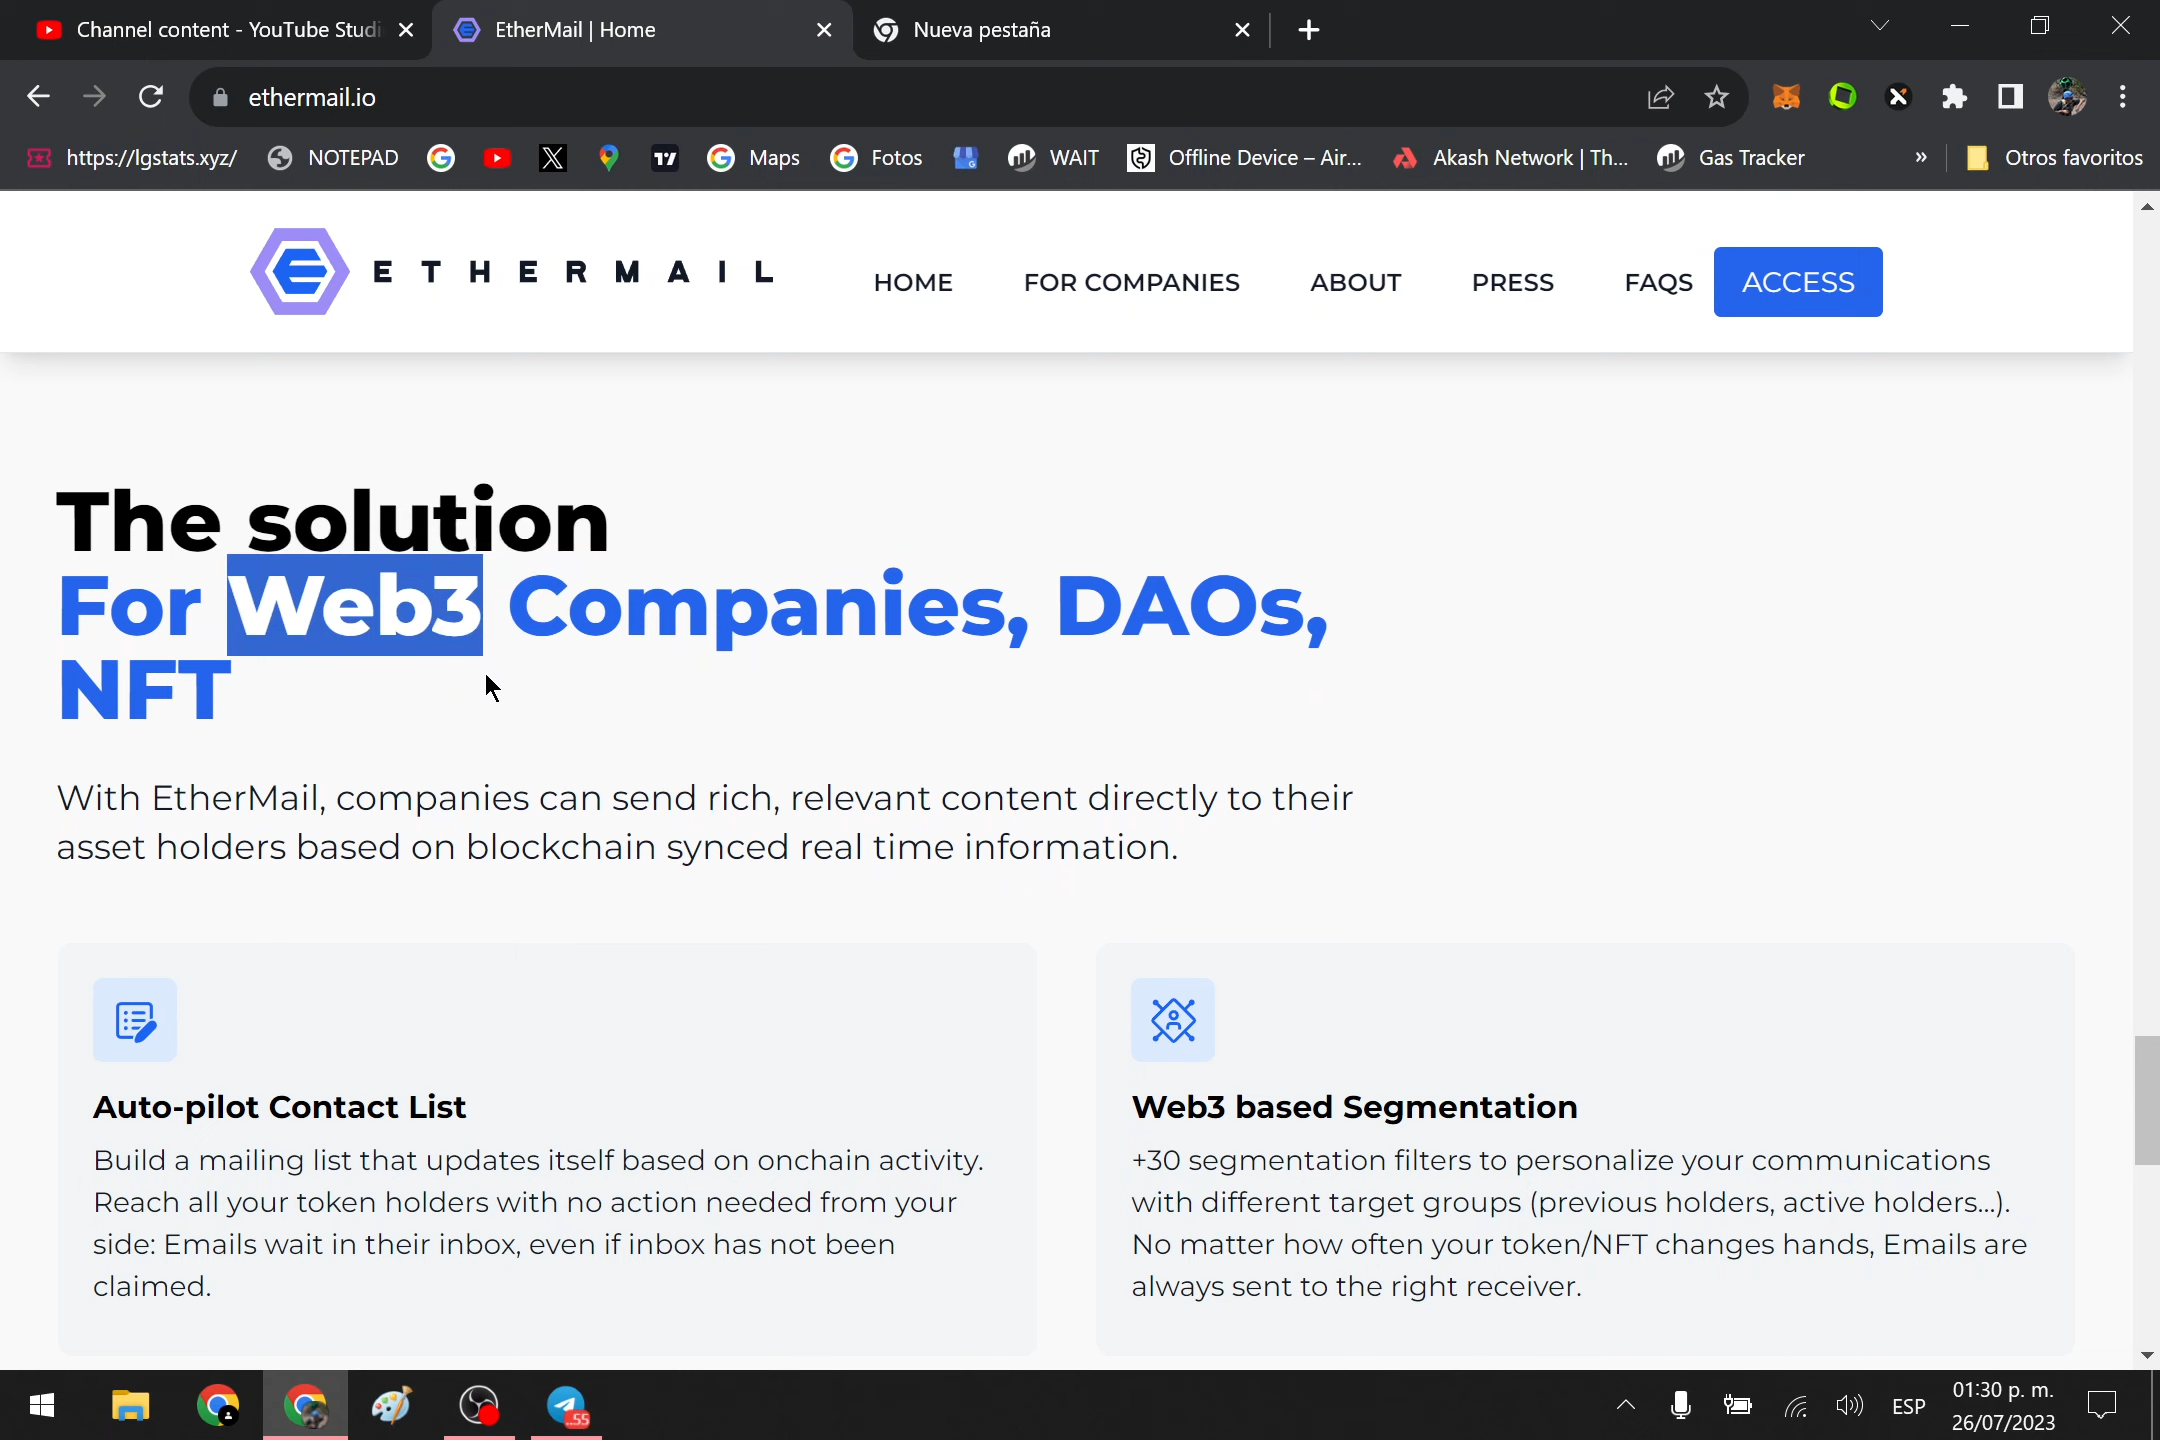 Channel content - YouTube Studi
EtherMail | Home
Nueva pestaña
ethermail.io
https://lgstats.xyz/
NOTEPAD
Maps
Fotos
WAIT
Offline Device – Air...
Akash Network | Th...
Gas Tracker
»
Otros favoritos
ETHERMAIL
HOME
FOR COMPANIES
ABOUT
PRESS
FAQS
ACCESS
The solution
For Web3 Companies, DAOs,
NFT
With EtherMail, companies can send rich, relevant content directly to their
asset holders based on blockchain synced real time information.
Auto-pilot Contact List
Build a mailing list that updates itself based on onchain activity.
Reach all your token holders with no action needed from your
side: Emails wait in their inbox, even if inbox has not been
claimed.
Web3 based Segmentation
+30 segmentation filters to personalize your communications
with different target groups (previous holders, active holders...).
No matter how often your token/NFT changes hands, Emails are
always sent to the right receiver.
..55
ESP
01:30 p. m.
26/07/2023